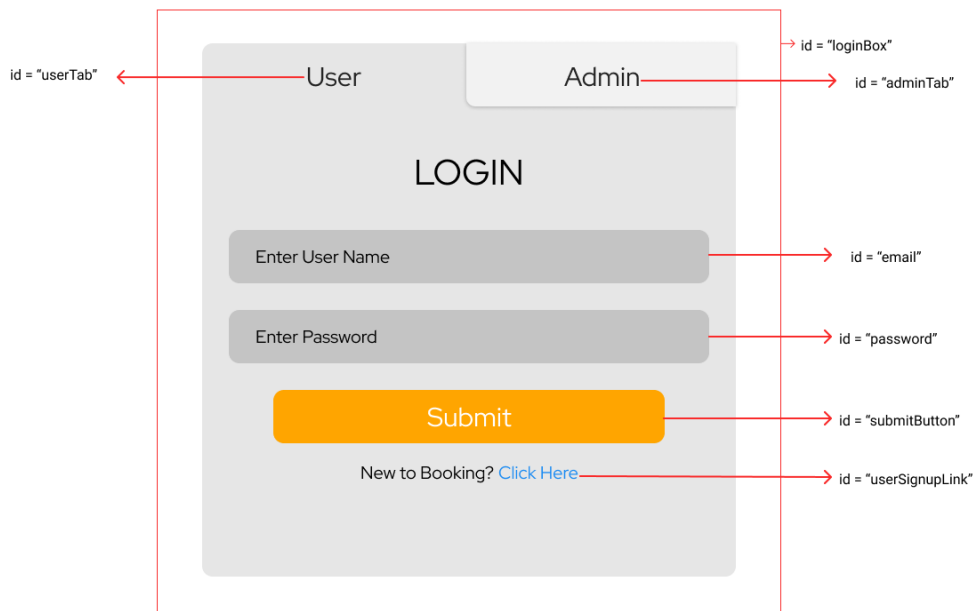 id = “loginBox”
id = “userTab”
User
Admin
id = “adminTab”
LOGIN
Enter User Name
id = “email”
Enter Password
id = “password”
Submit
id = “submitButton”
New to Booking? Click Here
id = “userSignupLink”